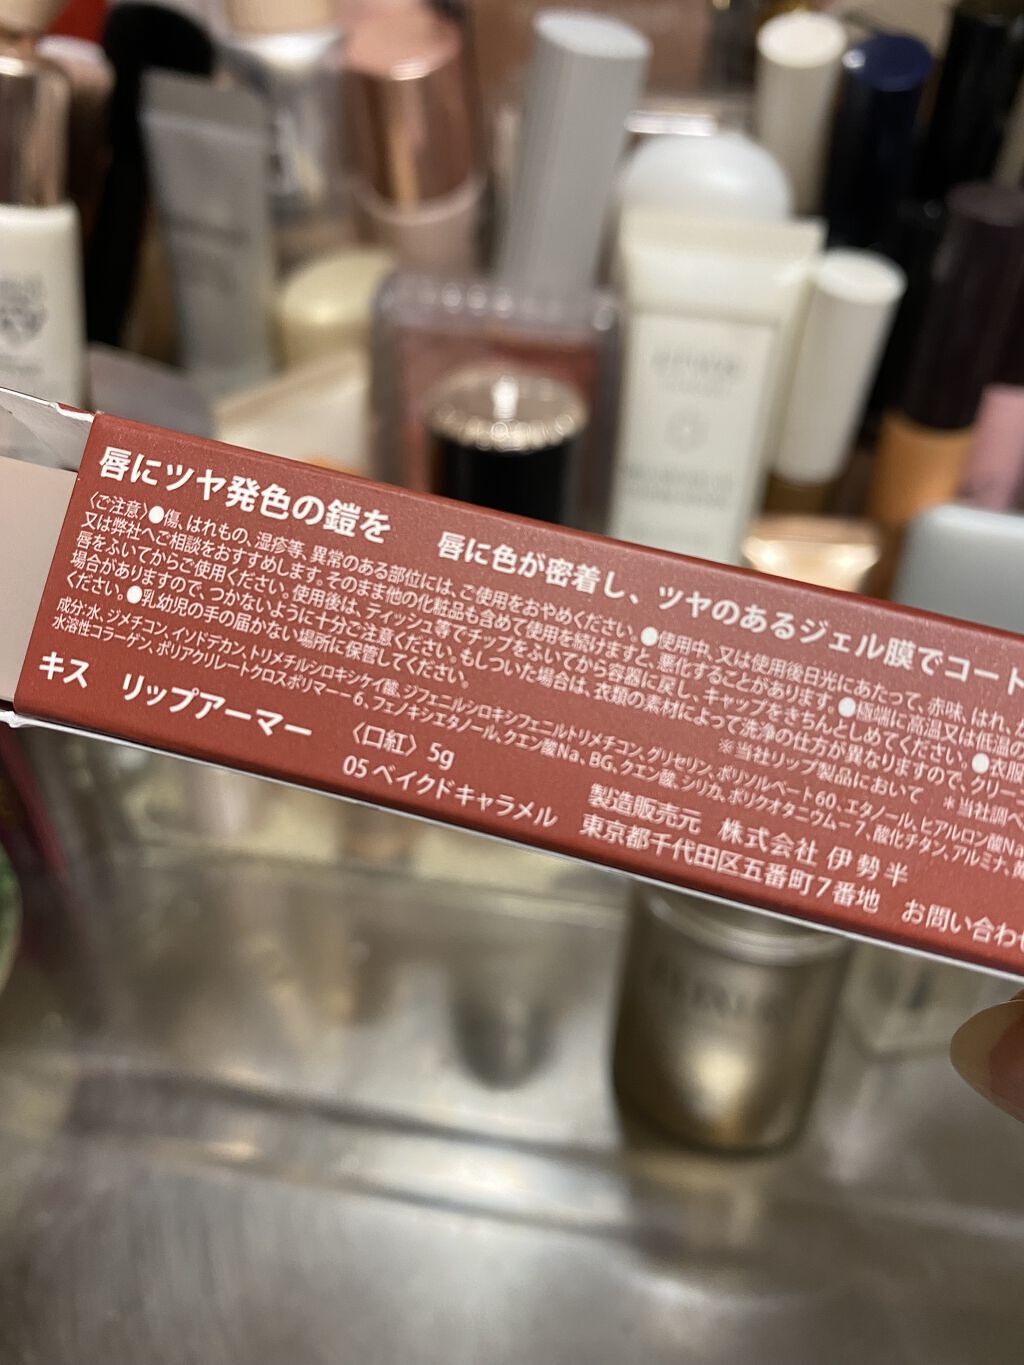 唇にツヤ発色の鎧を　唇に色が密着し、ツヤのあるジェル膜でコート
〈ご注意〉●傷、はれもの、湿疹等、異常のある部位には、ご使用をおやめください。●使用中、又は使用後日光にあたって、赤味、はれ、
又は弊社へご相談をおすすめします。そのまま他の化粧品も含めて使用を続けますと、悪化することがあります。●極端に高温又は低温の
唇をふいてからご使用ください。使用後は、ティッシュ等でチップをふいてから容器に戻し、キャップをきちんとしめてください。●衣服
場合がありますので、つかないように十分ご注意ください。もしついた場合は、衣類の素材によって洗浄の仕方が異なりますので、クリー
ください。●乳幼児の手の届かない場所に保管してください。　※当社リップ製品において　＊当社調べ
成分:水、ジメチコン、イソドデカン、トリメチルシロキシケイ酸、ジフェニルシロキシフェニルトリメチコン、グリセリン、ポリソルベート60、エタノール、ヒアルロン酸Na
水溶性コラーゲン、ポリアクリレートクロスポリマー-6、フェノキシエタノール、クエン酸Na、BG、クエン酸、シリカ、ポリクオタニウム-7、酸化チタン、アルミナ、
キス　リップアーマー　〈口紅〉5g
05 ベイクドキャラメル
製造販売元　株式会社 伊勢半
東京都千代田区五番町7番地　お問い合わせ